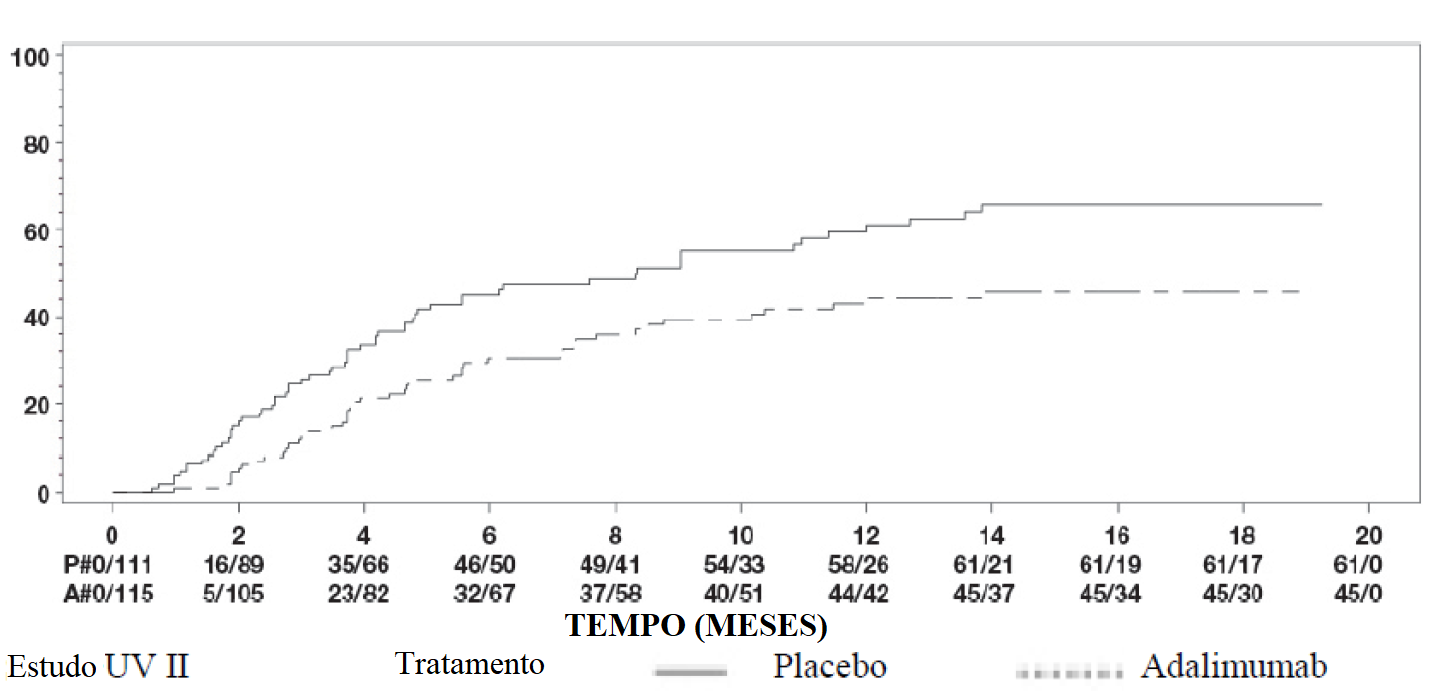 100
80
60
40
20
0
0 2 4 6 8 10 12 14 16 18 20
P#0/111 16/89 35/66 46/50 49/41 54/33 58/26 61/21 61/19 61/17 61/0
A#0/115 5/105 23/82 32/67 37/58 40/51 44/42 45/37 45/34 45/30 45/0
TEMPO (MESES)
Estudo UV II Tratamento Placebo Adalimumab